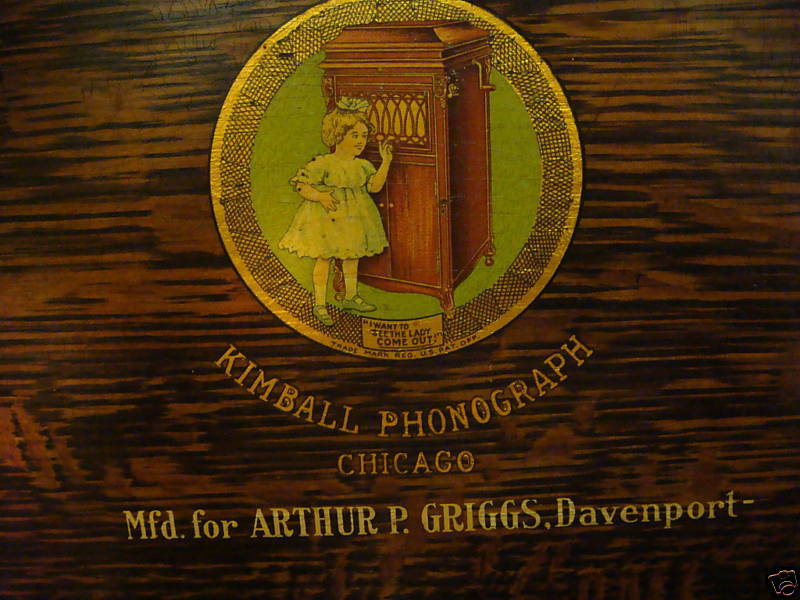 "I WANT TO
SEE THE LADY
COME OUT!"
TRADE MARK REG. U.S. PAT. OFF.
KIMBALL PHONOGRAPH
CHICAGO
Mfd. for ARTHUR P. GRIGGS, Davenport-